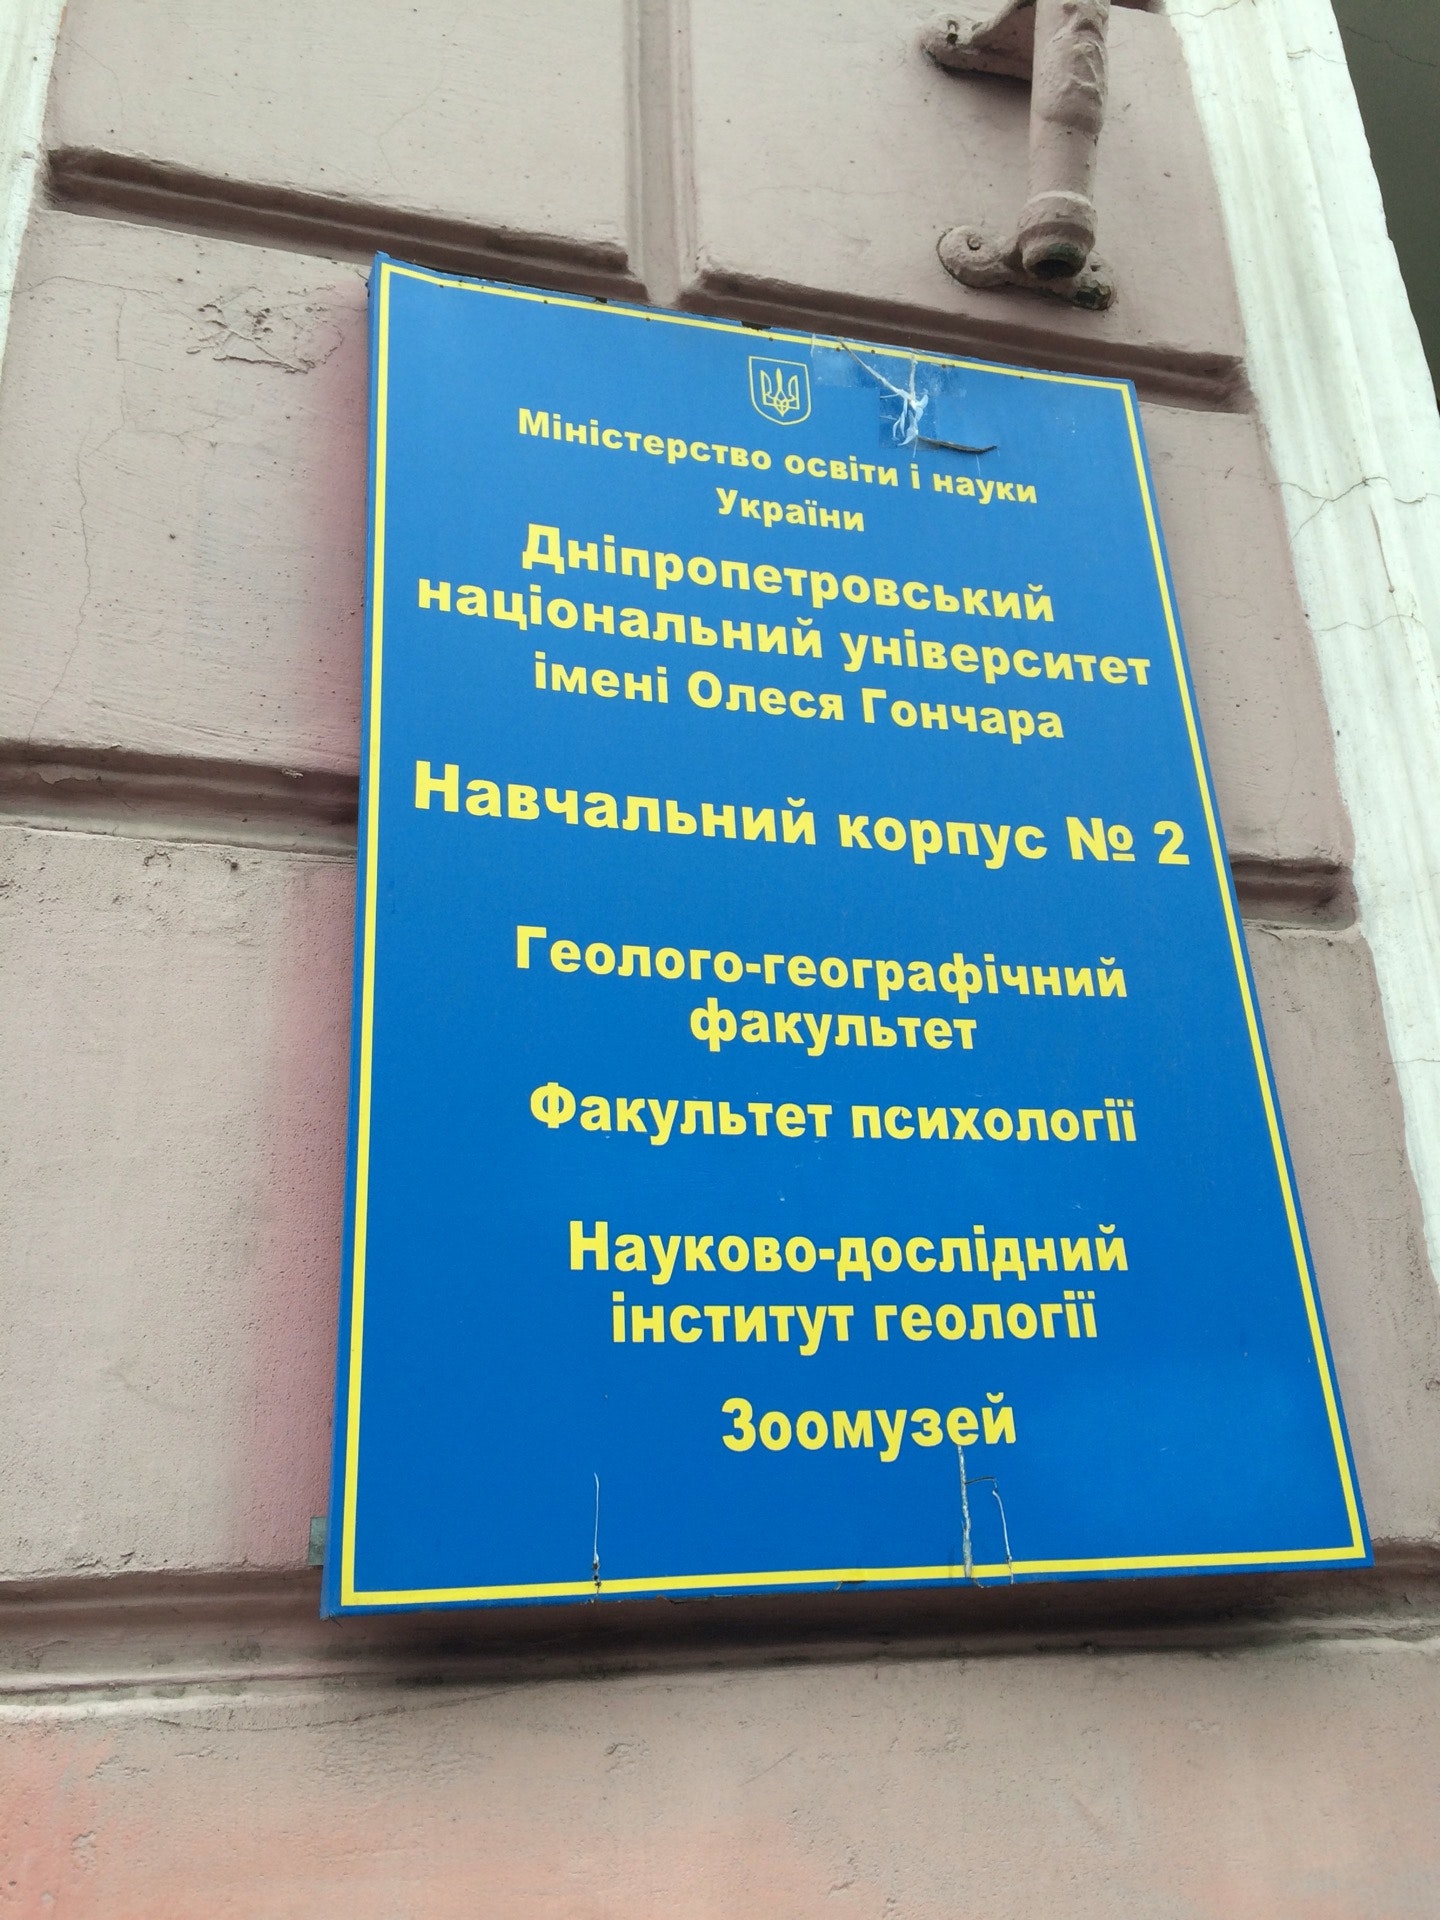 Міністерство освіти і науки
України
Дніпропетровський
національний університет
імені Олеся Гончара
Навчальний корпус № 2
Геолого-географічний
факультет
Факультет психології
Науково-дослідний
інститут геології
Зоомузей